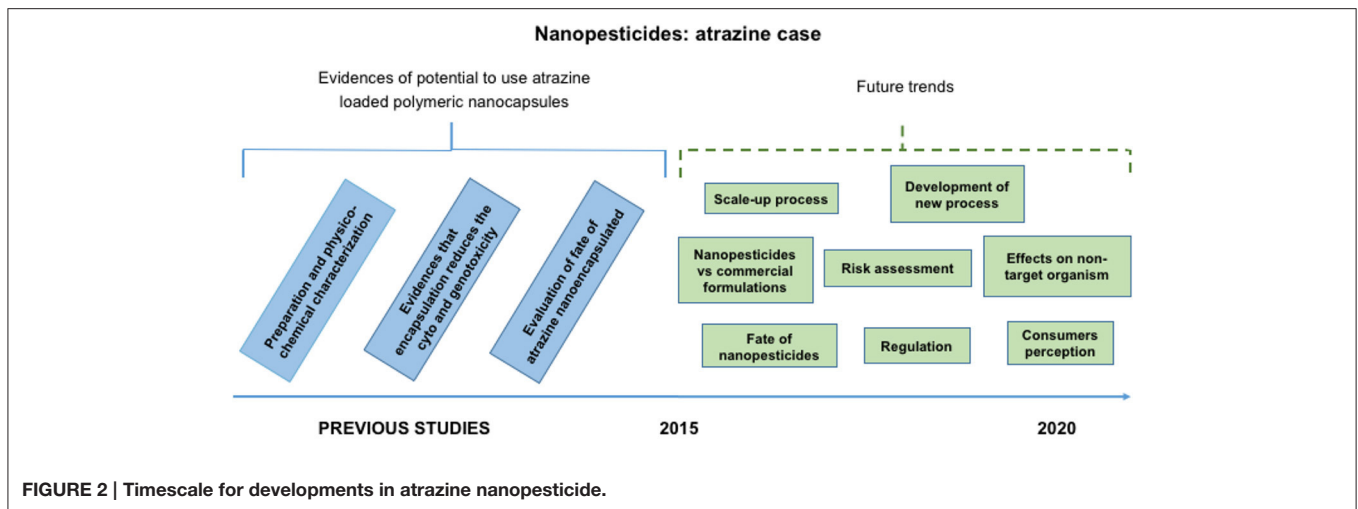 Nanopesticides: atrazine case
Evidences of potential to use atrazine
loaded polymeric nanocapsules
Future trends
Preparation and physico-
chemical characterization
Evidences that
encapsulation reduces the
cyto and genotoxicity
Evaluation of fate of
atrazine nanoencapsulated
Scale-up process
Development of
new process
Nanopesticides
vs commercial
formulations
Risk assessment
Effects on non-
target organism
Fate of
nanopesticides
Regulation
Consumers
perception
PREVIOUS STUDIES
2015
2020
FIGURE 2 | Timescale for developments in atrazine nanopesticide.